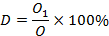 D = O₁/O × 100%